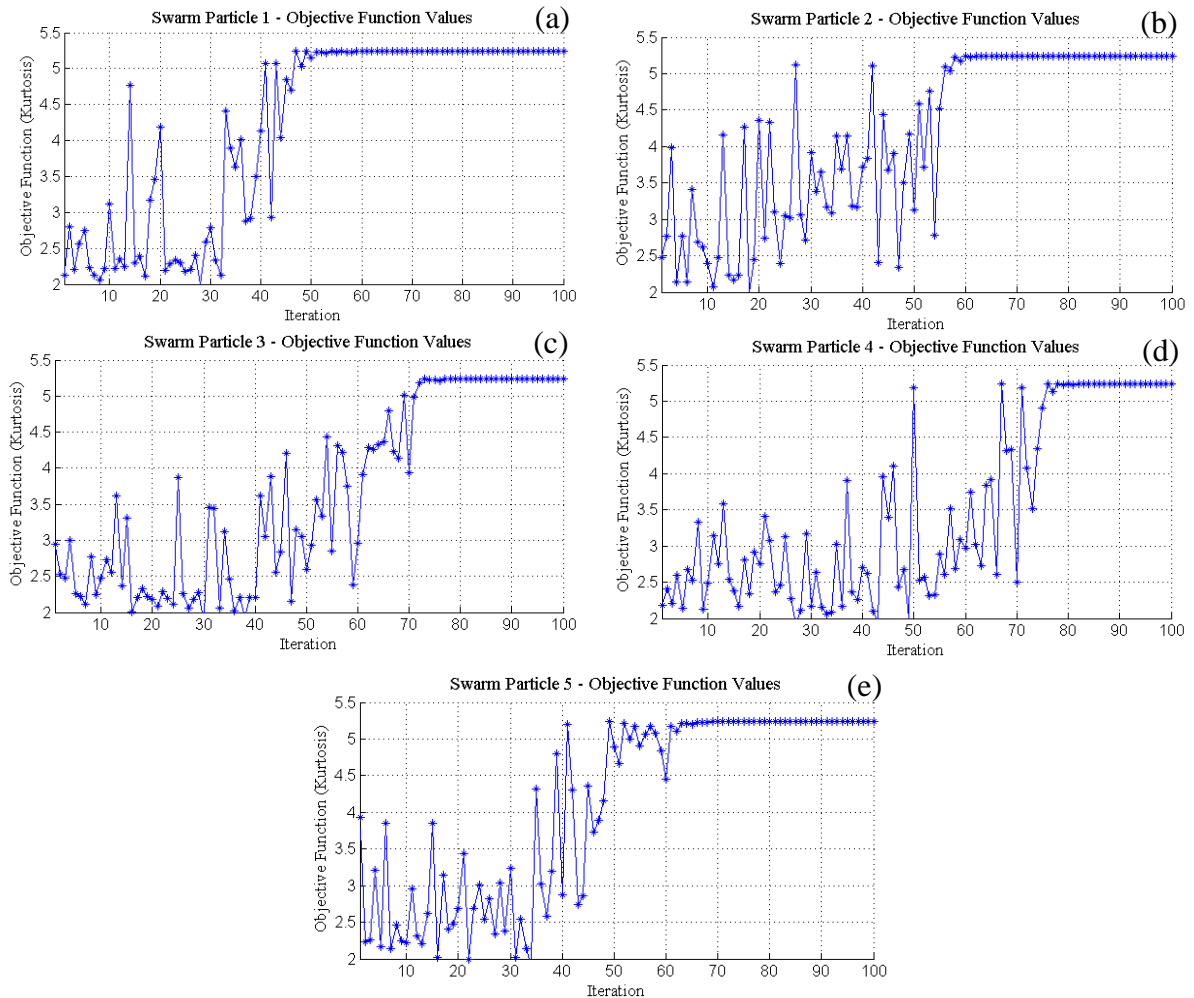 Swarm Particle 1 - Objective Function Values
(a)
Objective Function (Kurtosis)
5.5
5
4.5
4
3.5
3
2.5
2
10 20 30 40 50 60 70 80 90 100
Iteration
Swarm Particle 2 - Objective Function Values
(b)
Objective Function (Kurtosis)
5.5
5
4.5
4
3.5
3
2.5
2
10 20 30 40 50 60 70 80 90 100
Iteration
Swarm Particle 3 - Objective Function Values
(c)
Objective Function (Kurtosis)
5.5
5
4.5
4
3.5
3
2.5
2
10 20 30 40 50 60 70 80 90 100
Iteration
Swarm Particle 4 - Objective Function Values
(d)
Objective Function (Kurtosis)
5.5
5
4.5
4
3.5
3
2.5
2
10 20 30 40 50 60 70 80 90 100
Iteration
Swarm Particle 5 - Objective Function Values
(e)
Objective Function (Kurtosis)
5.5
5
4.5
4
3.5
3
2.5
2
10 20 30 40 50 60 70 80 90 100
Iteration